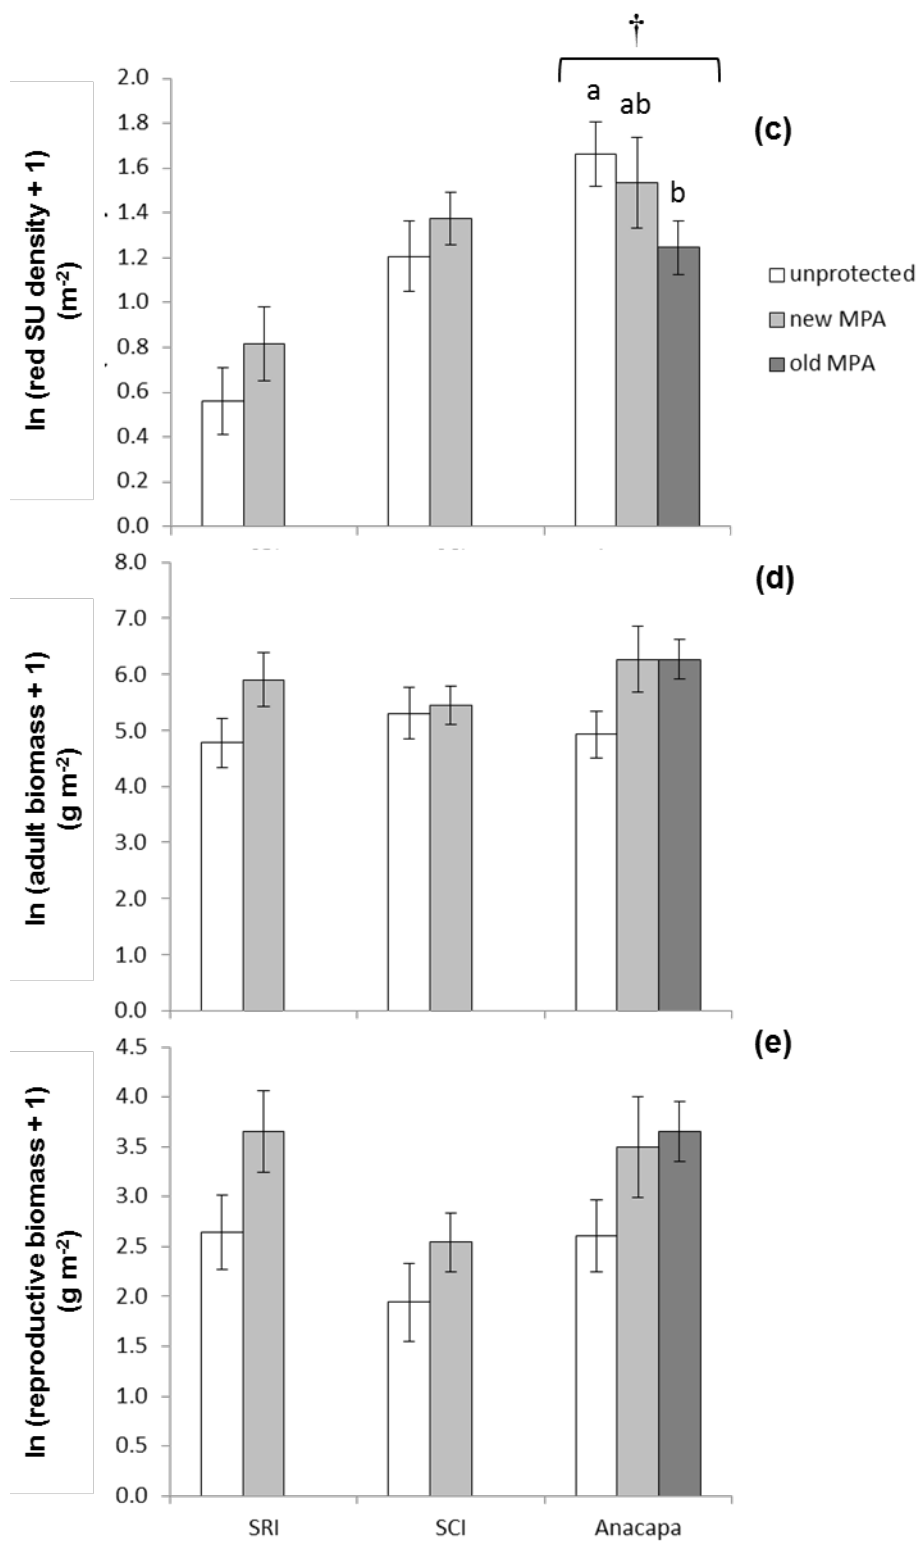 †
a
ab
b
(c)
ln (red SU density + 1)
(m-2)
2.0
1.8
1.6
1.4
1.2
1.0
0.8
0.6
0.4
0.2
0.0
unprotected
new MPA
old MPA
(d)
ln (adult biomass + 1)
(g m-2)
8.0
7.0
6.0
5.0
4.0
3.0
2.0
1.0
0.0
(e)
ln (reproductive biomass + 1)
(g m-2)
4.5
4.0
3.5
3.0
2.5
2.0
1.5
1.0
0.5
0.0
SRI SCI Anacapa